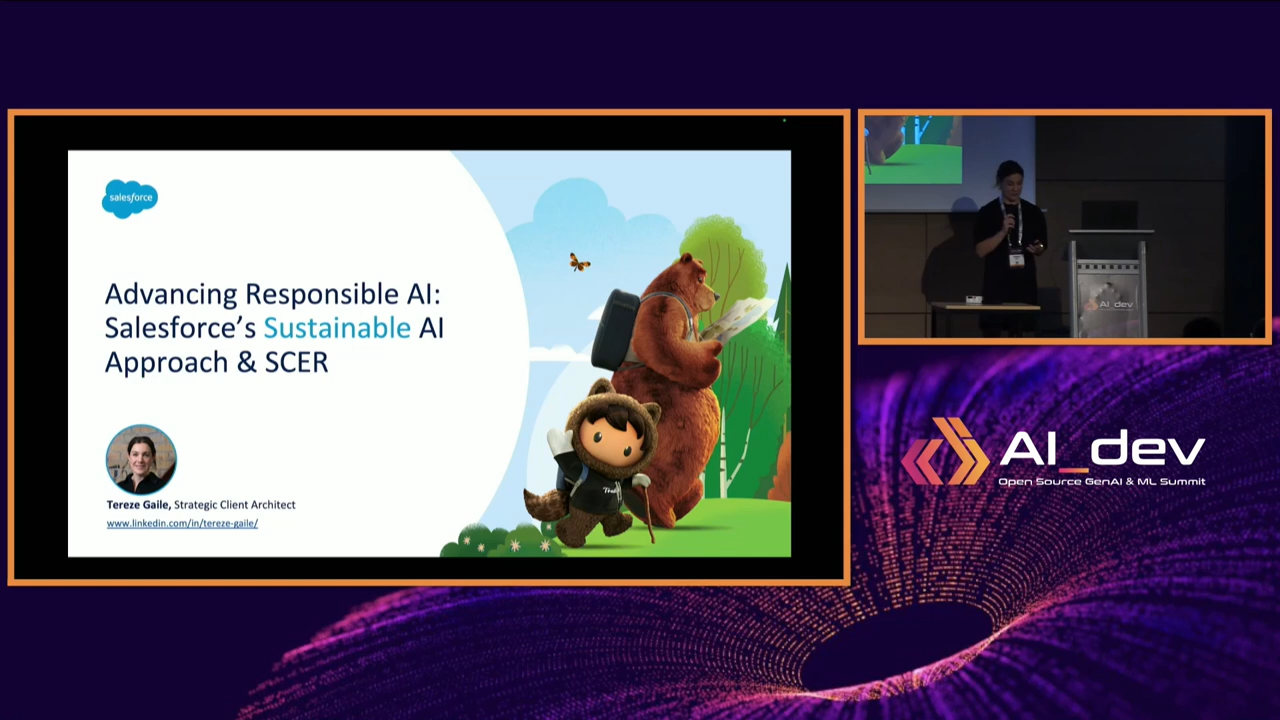 salesforce
Advancing Responsible AI:
Salesforce’s Sustainable AI
Approach & SCER
Tereze Gaile, Strategic Client Architect
www.linkedin.com/in/tereze-gaile/
AI_dev
AI_dev
Open Source GenAI & ML Summit